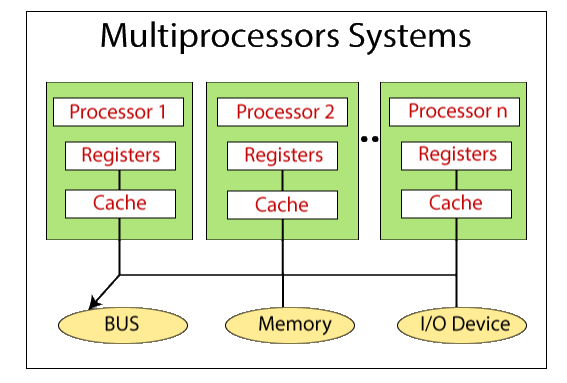 Multiprocessors Systems
Processor 1
Registers
Cache
Processor 2
Registers
Cache
Processor n
Registers
Cache
BUS
Memory
I/O Device